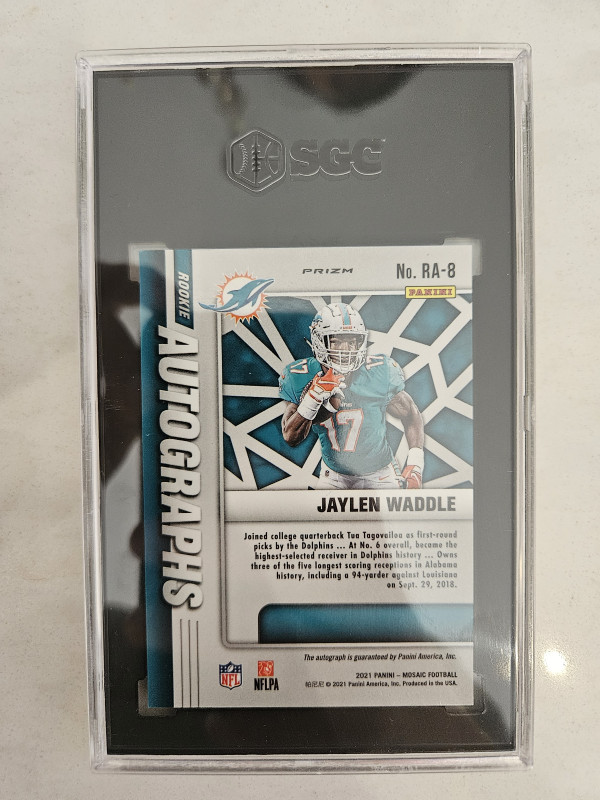 SGC
PRIZM
No. RA-8
PANINI
ROOKIE
AUTOGRAPHS
17
17
JAYLEN WADDLE
Joined college quarterback Tua Tagovailoa as first-round
picks by the Dolphins ... At No. 6 overall, became the
highest-selected receiver in Dolphins history ... Owns
three of the five longest scoring receptions in Alabama
history, including a 94-yarder against Louisiana
on Sept. 29, 2018.
The autograph is guaranteed by Panini America, Inc.
NFL
NFLPA
2021 PANINI – MOSAIC FOOTBALL
帕尼尼 © 2021 Panini America, Inc. Produced in the USA.